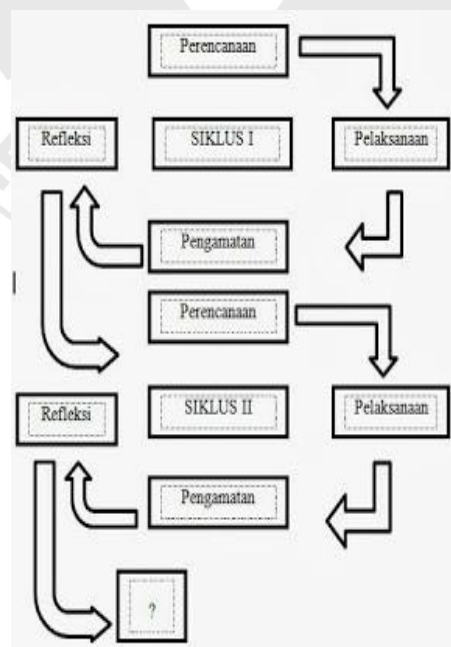 Perencanaan
Refleksi
SIKLUS I
Pelaksanaan
Pengamatan
Perencanaan
Refleksi
SIKLUS II
Pelaksanaan
Pengamatan
?